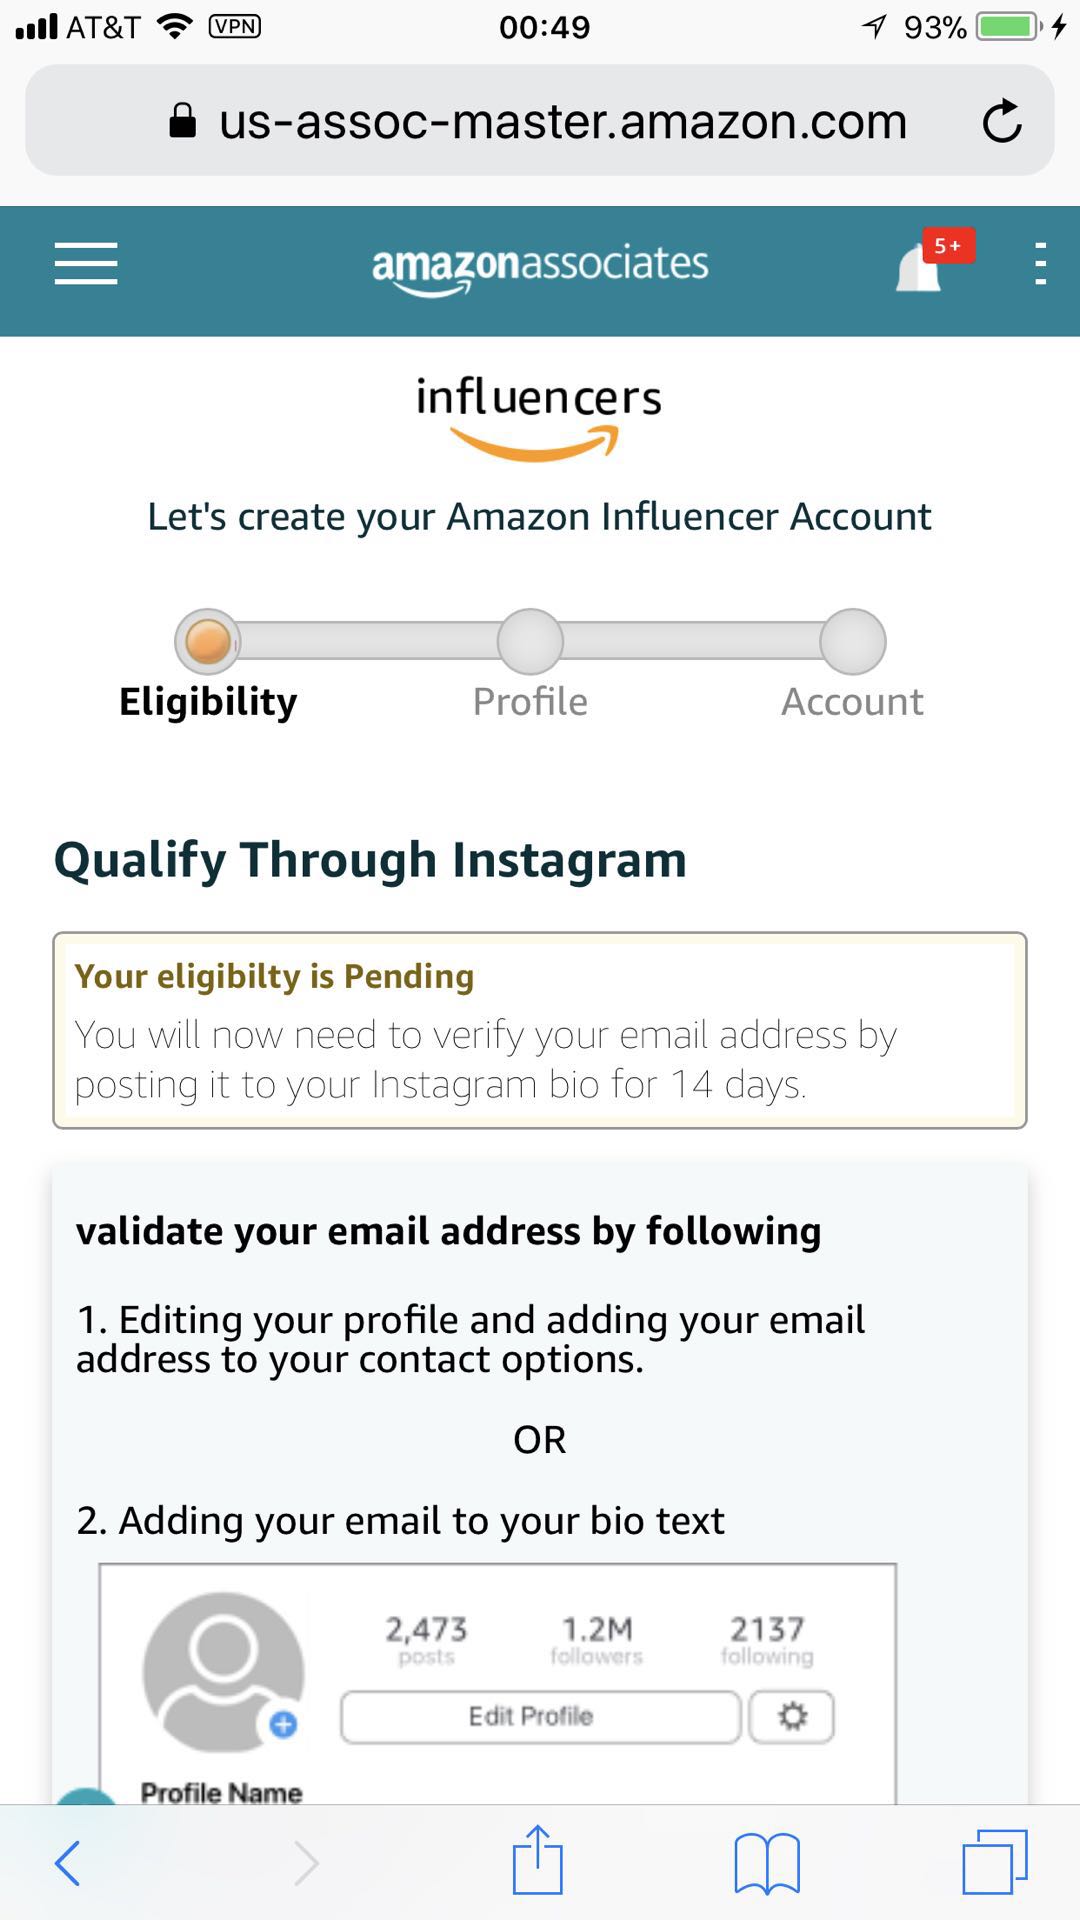 AT&T VPN 00:49 93%
us-assoc-master.amazon.com
amazonassociates 5+
influencers
Let's create your Amazon Influencer Account
Eligibility Profile Account
Qualify Through Instagram
Your eligibilty is Pending
You will now need to verify your email address by
posting it to your Instagram bio for 14 days.
validate your email address by following
1. Editing your profile and adding your email
address to your contact options.
OR
2. Adding your email to your bio text
2,473 1.2M 2137
posts followers following
Edit Profile
Profile Name